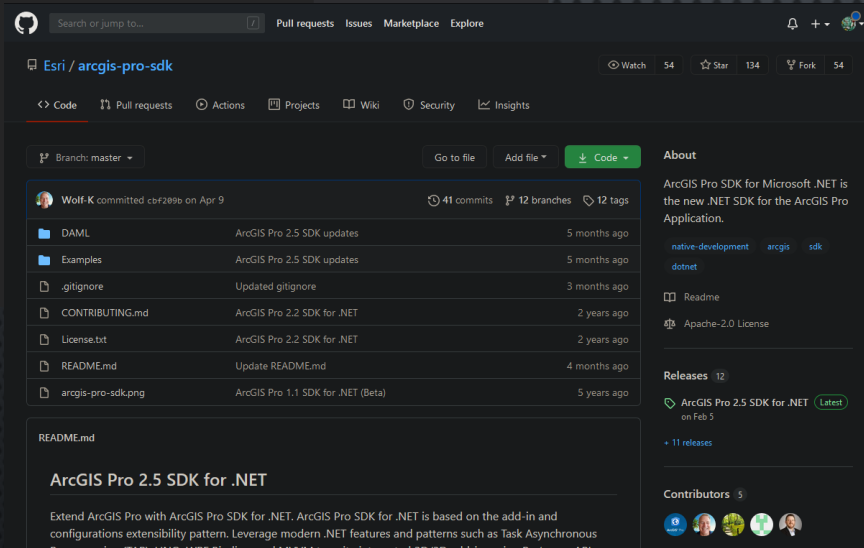 Search or jump to... /
Pull requests Issues Marketplace Explore
Esri / arcgis-pro-sdk
Watch 54 Star 134 Fork 54
Code Pull requests Actions Projects Wiki Security Insights
Branch: master Go to file Add file Code
Wolf-K committed cbf209b on Apr 9 41 commits 12 branches 12 tags
DAML ArcGIS Pro 2.5 SDK updates 5 months ago
Examples ArcGIS Pro 2.5 SDK updates 5 months ago
.gitignore Updated gitignore 3 months ago
CONTRIBUTING.md ArcGIS Pro 2.2 SDK for .NET 2 years ago
License.txt ArcGIS Pro 2.2 SDK for .NET 2 years ago
README.md Update README.md 4 months ago
arcgis-pro-sdk.png ArcGIS Pro 1.1 SDK for .NET (Beta) 5 years ago
README.md
ArcGIS Pro 2.5 SDK for .NET
Extend ArcGIS Pro with ArcGIS Pro SDK for .NET. ArcGIS Pro SDK for .NET is based on the add-in and
configurations extensibility pattern. Leverage modern .NET features and patterns such as Task Asynchronous
About
ArcGIS Pro SDK for Microsoft .NET is
the new .NET SDK for the ArcGIS Pro
Application.
native-development arcgis sdk
dotnet
Readme
Apache-2.0 License
Releases 12
ArcGIS Pro 2.5 SDK for .NET Latest
on Feb 5
+ 11 releases
Contributors 5